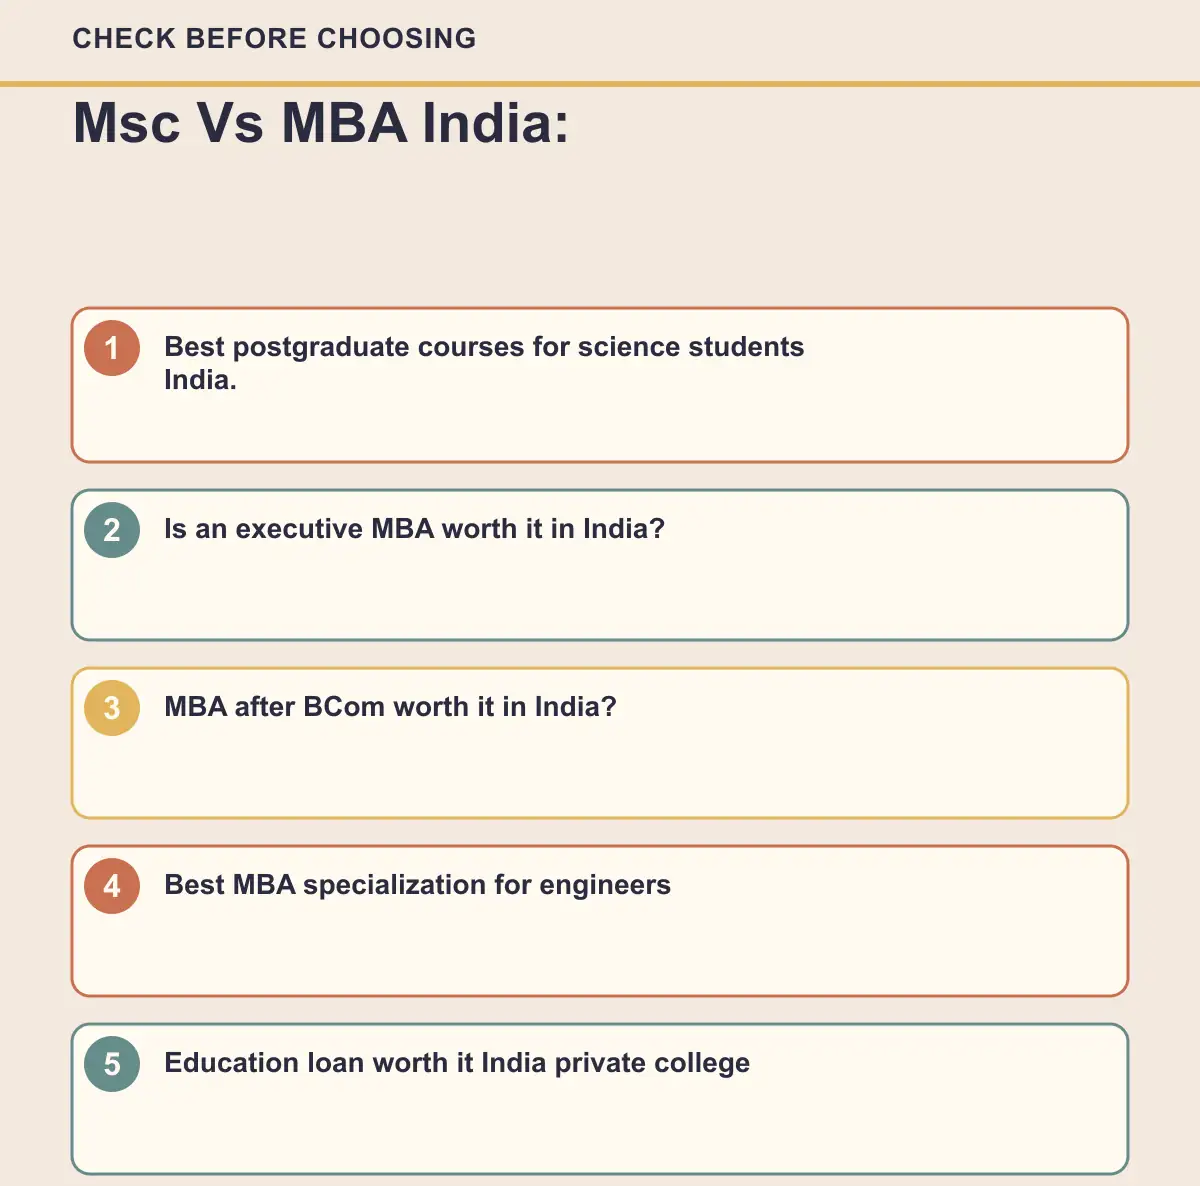 CHECK BEFORE CHOOSING
Msc Vs MBA India:
1
Best postgraduate courses for science students
India.
2
Is an executive MBA worth it in India?
3
MBA after BCom worth it in India?
4
Best MBA specialization for engineers
5
Education loan worth it India private college